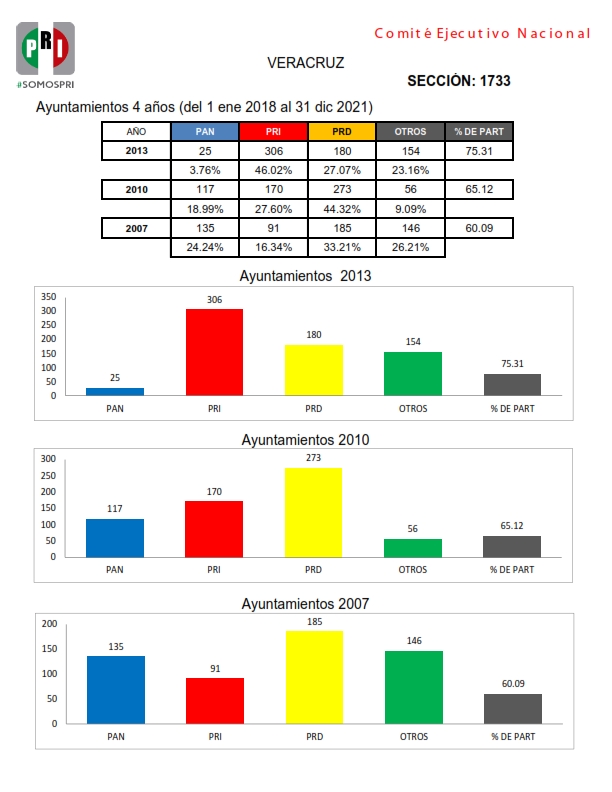 Comité Ejecutivo Nacional
PRI
#SOMOSPRI
VERACRUZ
SECCIÓN: 1733
Ayuntamientos 4 años (del 1 ene 2018 al 31 dic 2021)
AÑO PAN PRI PRD OTROS % DE PART
2013 25 306 180 154 75.31
3.76% 46.02% 27.07% 23.16%
2010 117 170 273 56 65.12
18.99% 27.60% 44.32% 9.09%
2007 135 91 185 146 60.09
24.24% 16.34% 33.21% 26.21%
Ayuntamientos 2013
350
300
250
200
150
100
50
0
25 306 180 154 75.31
PAN PRI PRD OTROS % DE PART
Ayuntamientos 2010
300
250
200
150
100
50
0
117 170 273 56 65.12
PAN PRI PRD OTROS % DE PART
Ayuntamientos 2007
200
150
100
50
0
135 91 185 146 60.09
PAN PRI PRD OTROS % DE PART